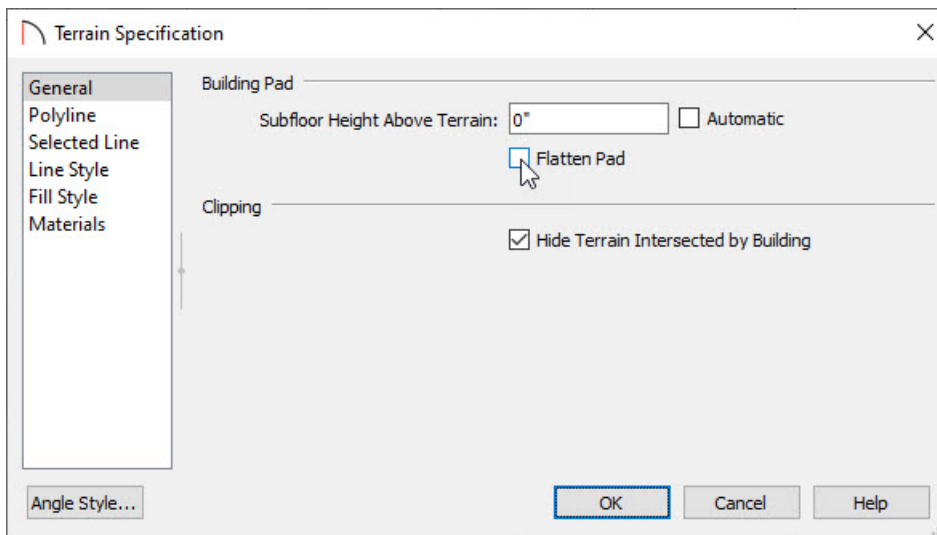 Terrain Specification
General
Polyline
Selected Line
Line Style
Fill Style
Materials
Building Pad
Subfloor Height Above Terrain: 0" Automatic
Flatten Pad
Clipping
Hide Terrain Intersected by Building
Angle Style... OK Cancel Help